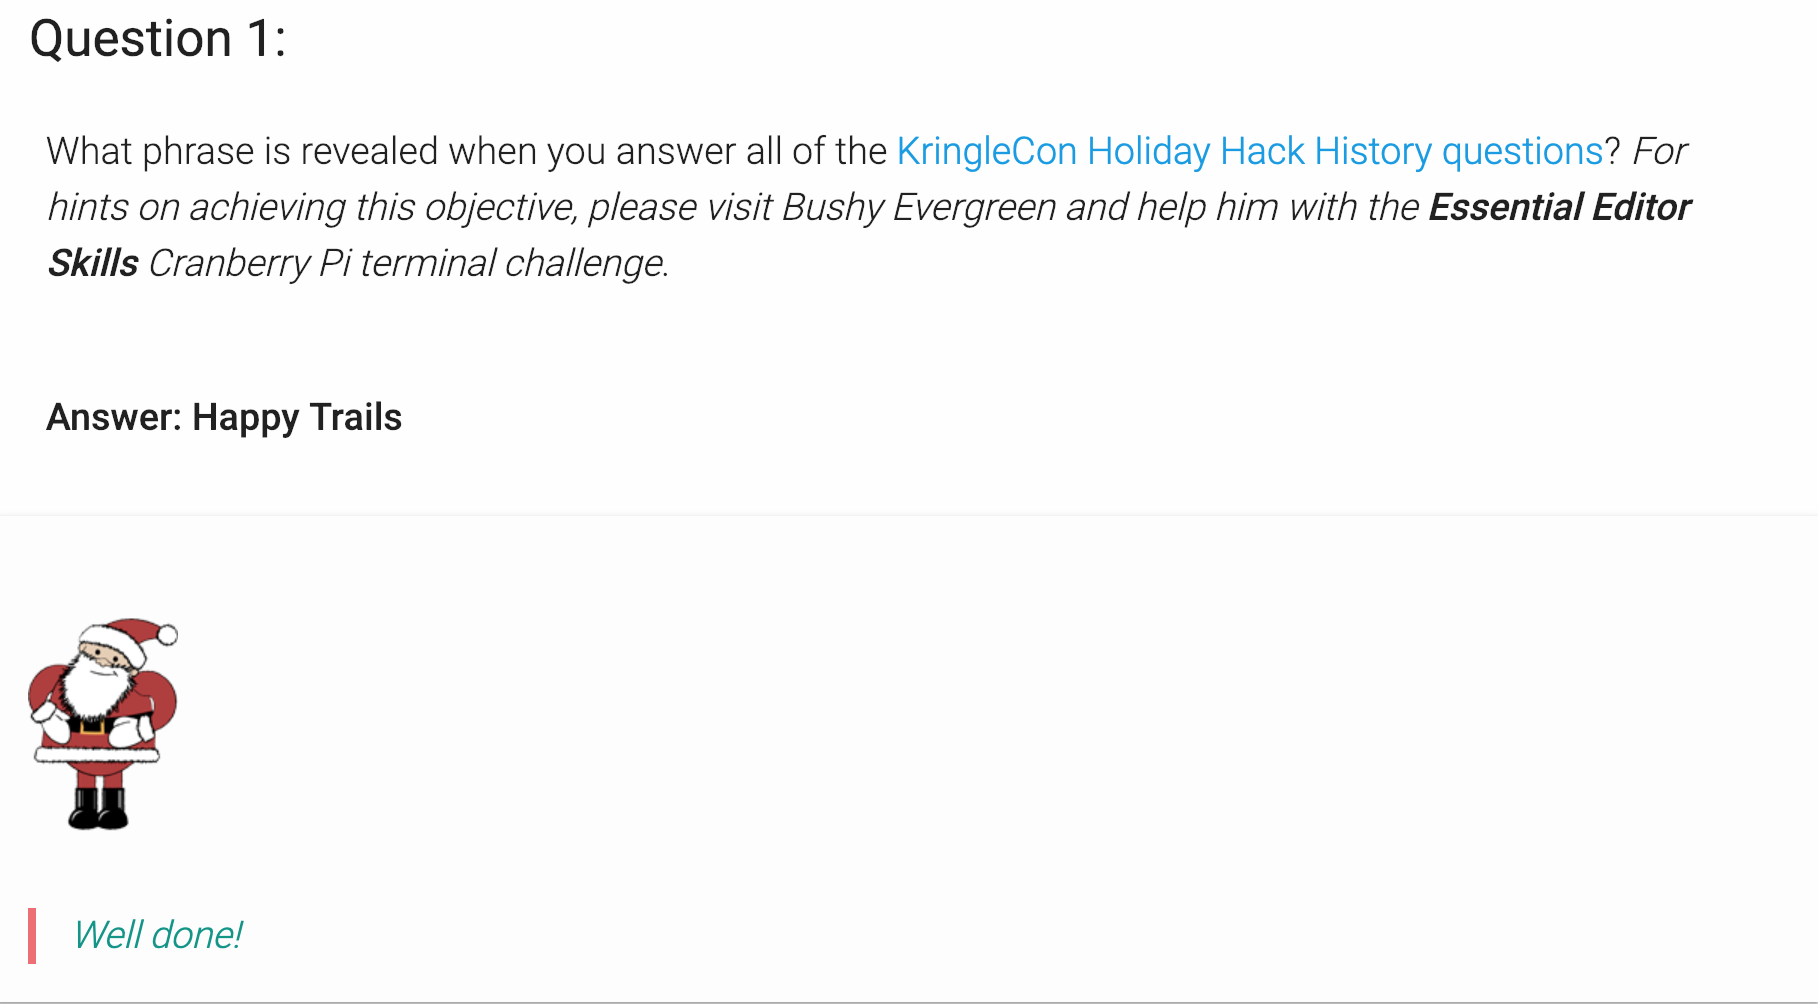 Question 1:
What phrase is revealed when you answer all of the KringleCon Holiday Hack History questions? For
hints on achieving this objective, please visit Bushy Evergreen and help him with the Essential Editor
Skills Cranberry Pi terminal challenge.
Answer: Happy Trails
Well done!